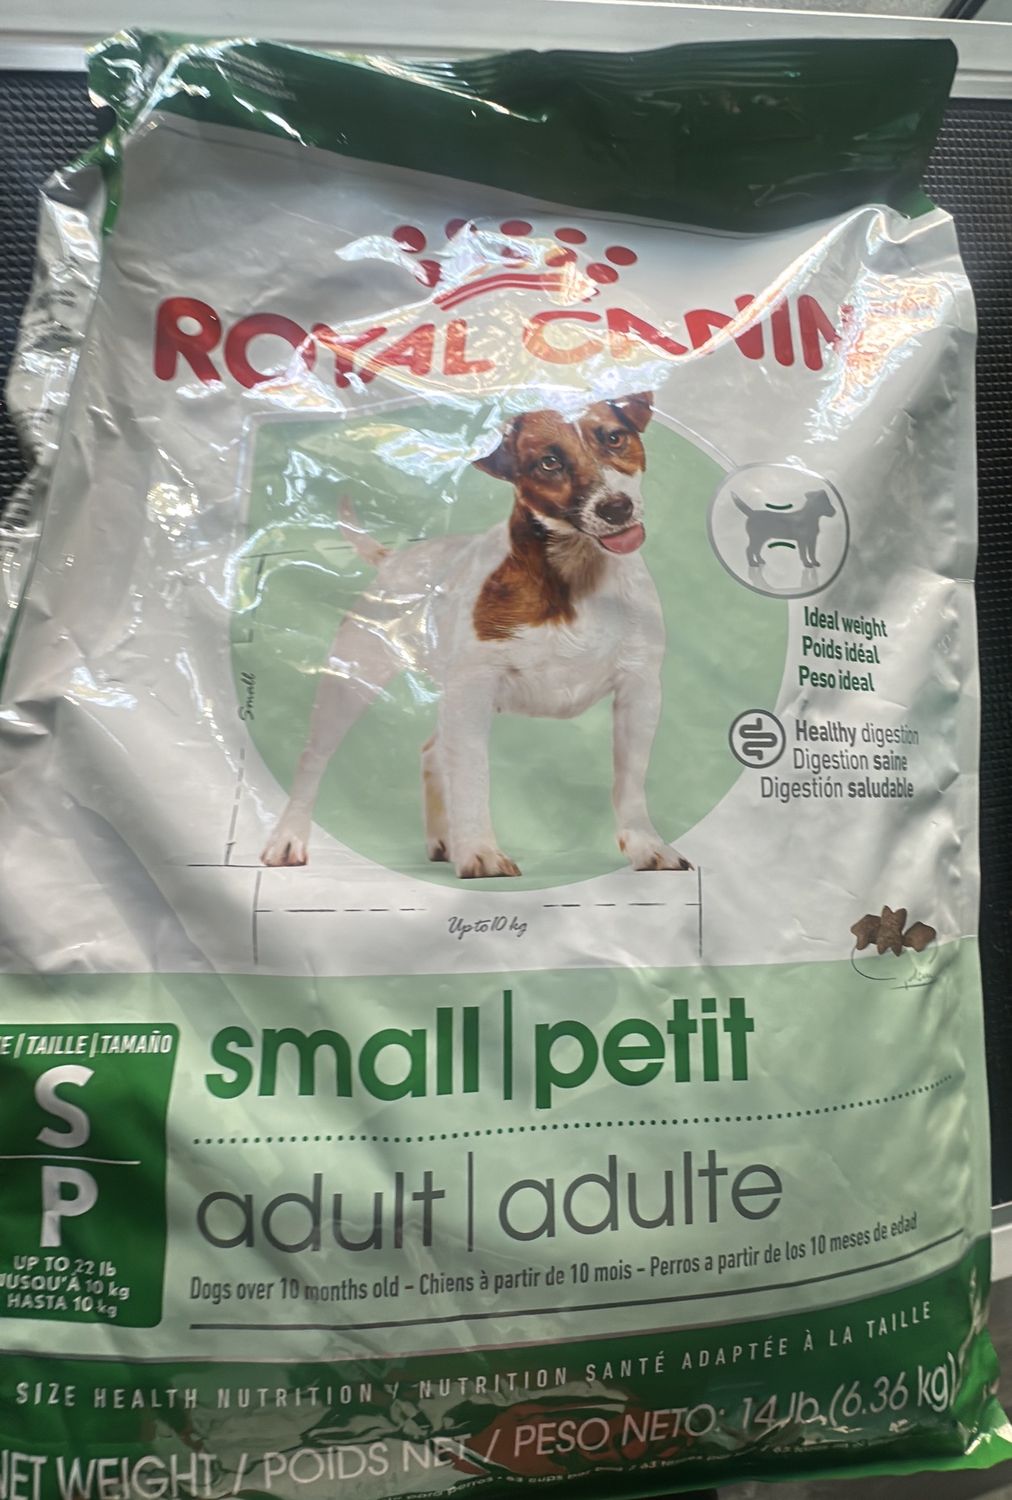 ROYAL CANIN
Small
Ideal weight
Poids idéal
Peso ideal
Healthy digestion
Digestion saine
Digestión saludable
Up to 10 kg
small|petit
E/TAILLE|TAMAÑO
S
P
UP TO 22 lb
JUSQU'À 10 kg
HASTA 10 kg
adult|adulte
Dogs over 10 months old – Chiens à partir de 10 mois – Perros a partir de los 10 meses de edad
SIZE HEALTH NUTRITION / NUTRITION SANTÉ ADAPTÉE À LA TAILLE
NET WEIGHT / POIDS NET / PESO NETO: 14 lb (6.36 kg)